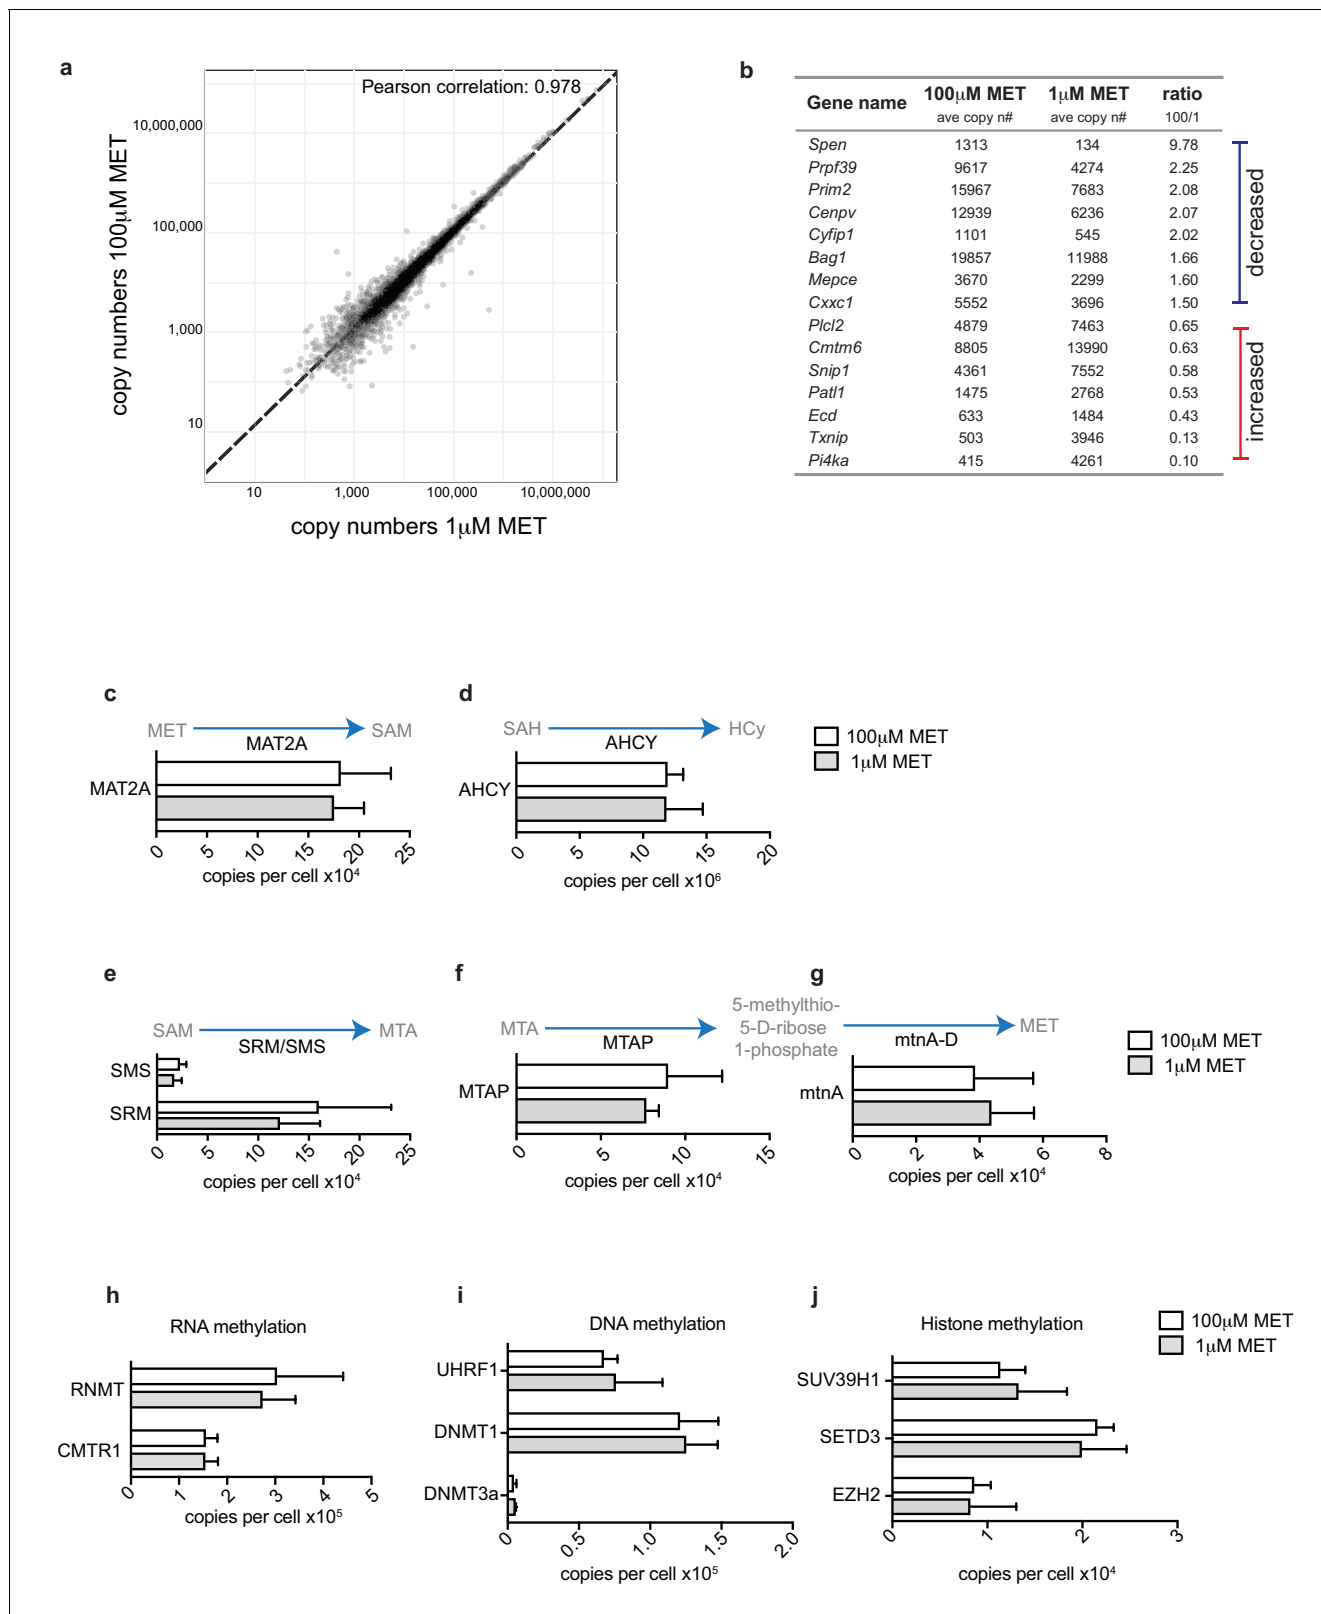 a
Pearson correlation: 0.978
copy numbers 100μM MET
10,000,000
100,000
1,000
10
10 1,000 100,000 10,000,000
copy numbers 1μM MET
b
Gene name 100μM MET 1μM MET ratio
ave copy n# ave copy n# 100/1
Spen 1313 134 9.78
Prpf39 9617 4274 2.25
Prim2 15967 7683 2.08
Cenpv 12939 6236 2.07
Cyfip1 1101 545 2.02
Bag1 19857 11988 1.66
Mepce 3670 2299 1.60
Cxxc1 5552 3696 1.50
Plcl2 4879 7463 0.65
Cmtm6 8805 13990 0.63
Snip1 4361 7552 0.58
Patl1 1475 2768 0.53
Ecd 633 1484 0.43
Txnip 503 3946 0.13
Pi4ka 415 4261 0.10
decreased
increased
c
MET SAM
MAT2A
MAT2A
0 5 10 15 20 25
copies per cell x10⁴
d
SAH HCy
AHCY
AHCY
0 5 10 15 20
copies per cell x10⁶
100μM MET
1μM MET
e
SAM MTA
SRM/SMS
SMS
SRM
0 5 10 15 20 25
copies per cell x10⁴
f
MTA
MTAP
MTAP
0 5 10 15
copies per cell x10⁴
g
5-methylthio-
5-D-ribose
1-phosphate
MET
mtnA-D
mtnA
0 2 4 6 8
copies per cell x10⁴
100μM MET
1μM MET
h
RNA methylation
RNMT
CMTR1
0 1 2 3 4 5
copies per cell x10⁵
i
DNA methylation
UHRF1
DNMT1
DNMT3a
0 0.5 1.0 1.5 2.0
copies per cell x10⁵
j
Histone methylation
SUV39H1
SETD3
EZH2
0 1 2 3
copies per cell x10⁴
100μM MET
1μM MET